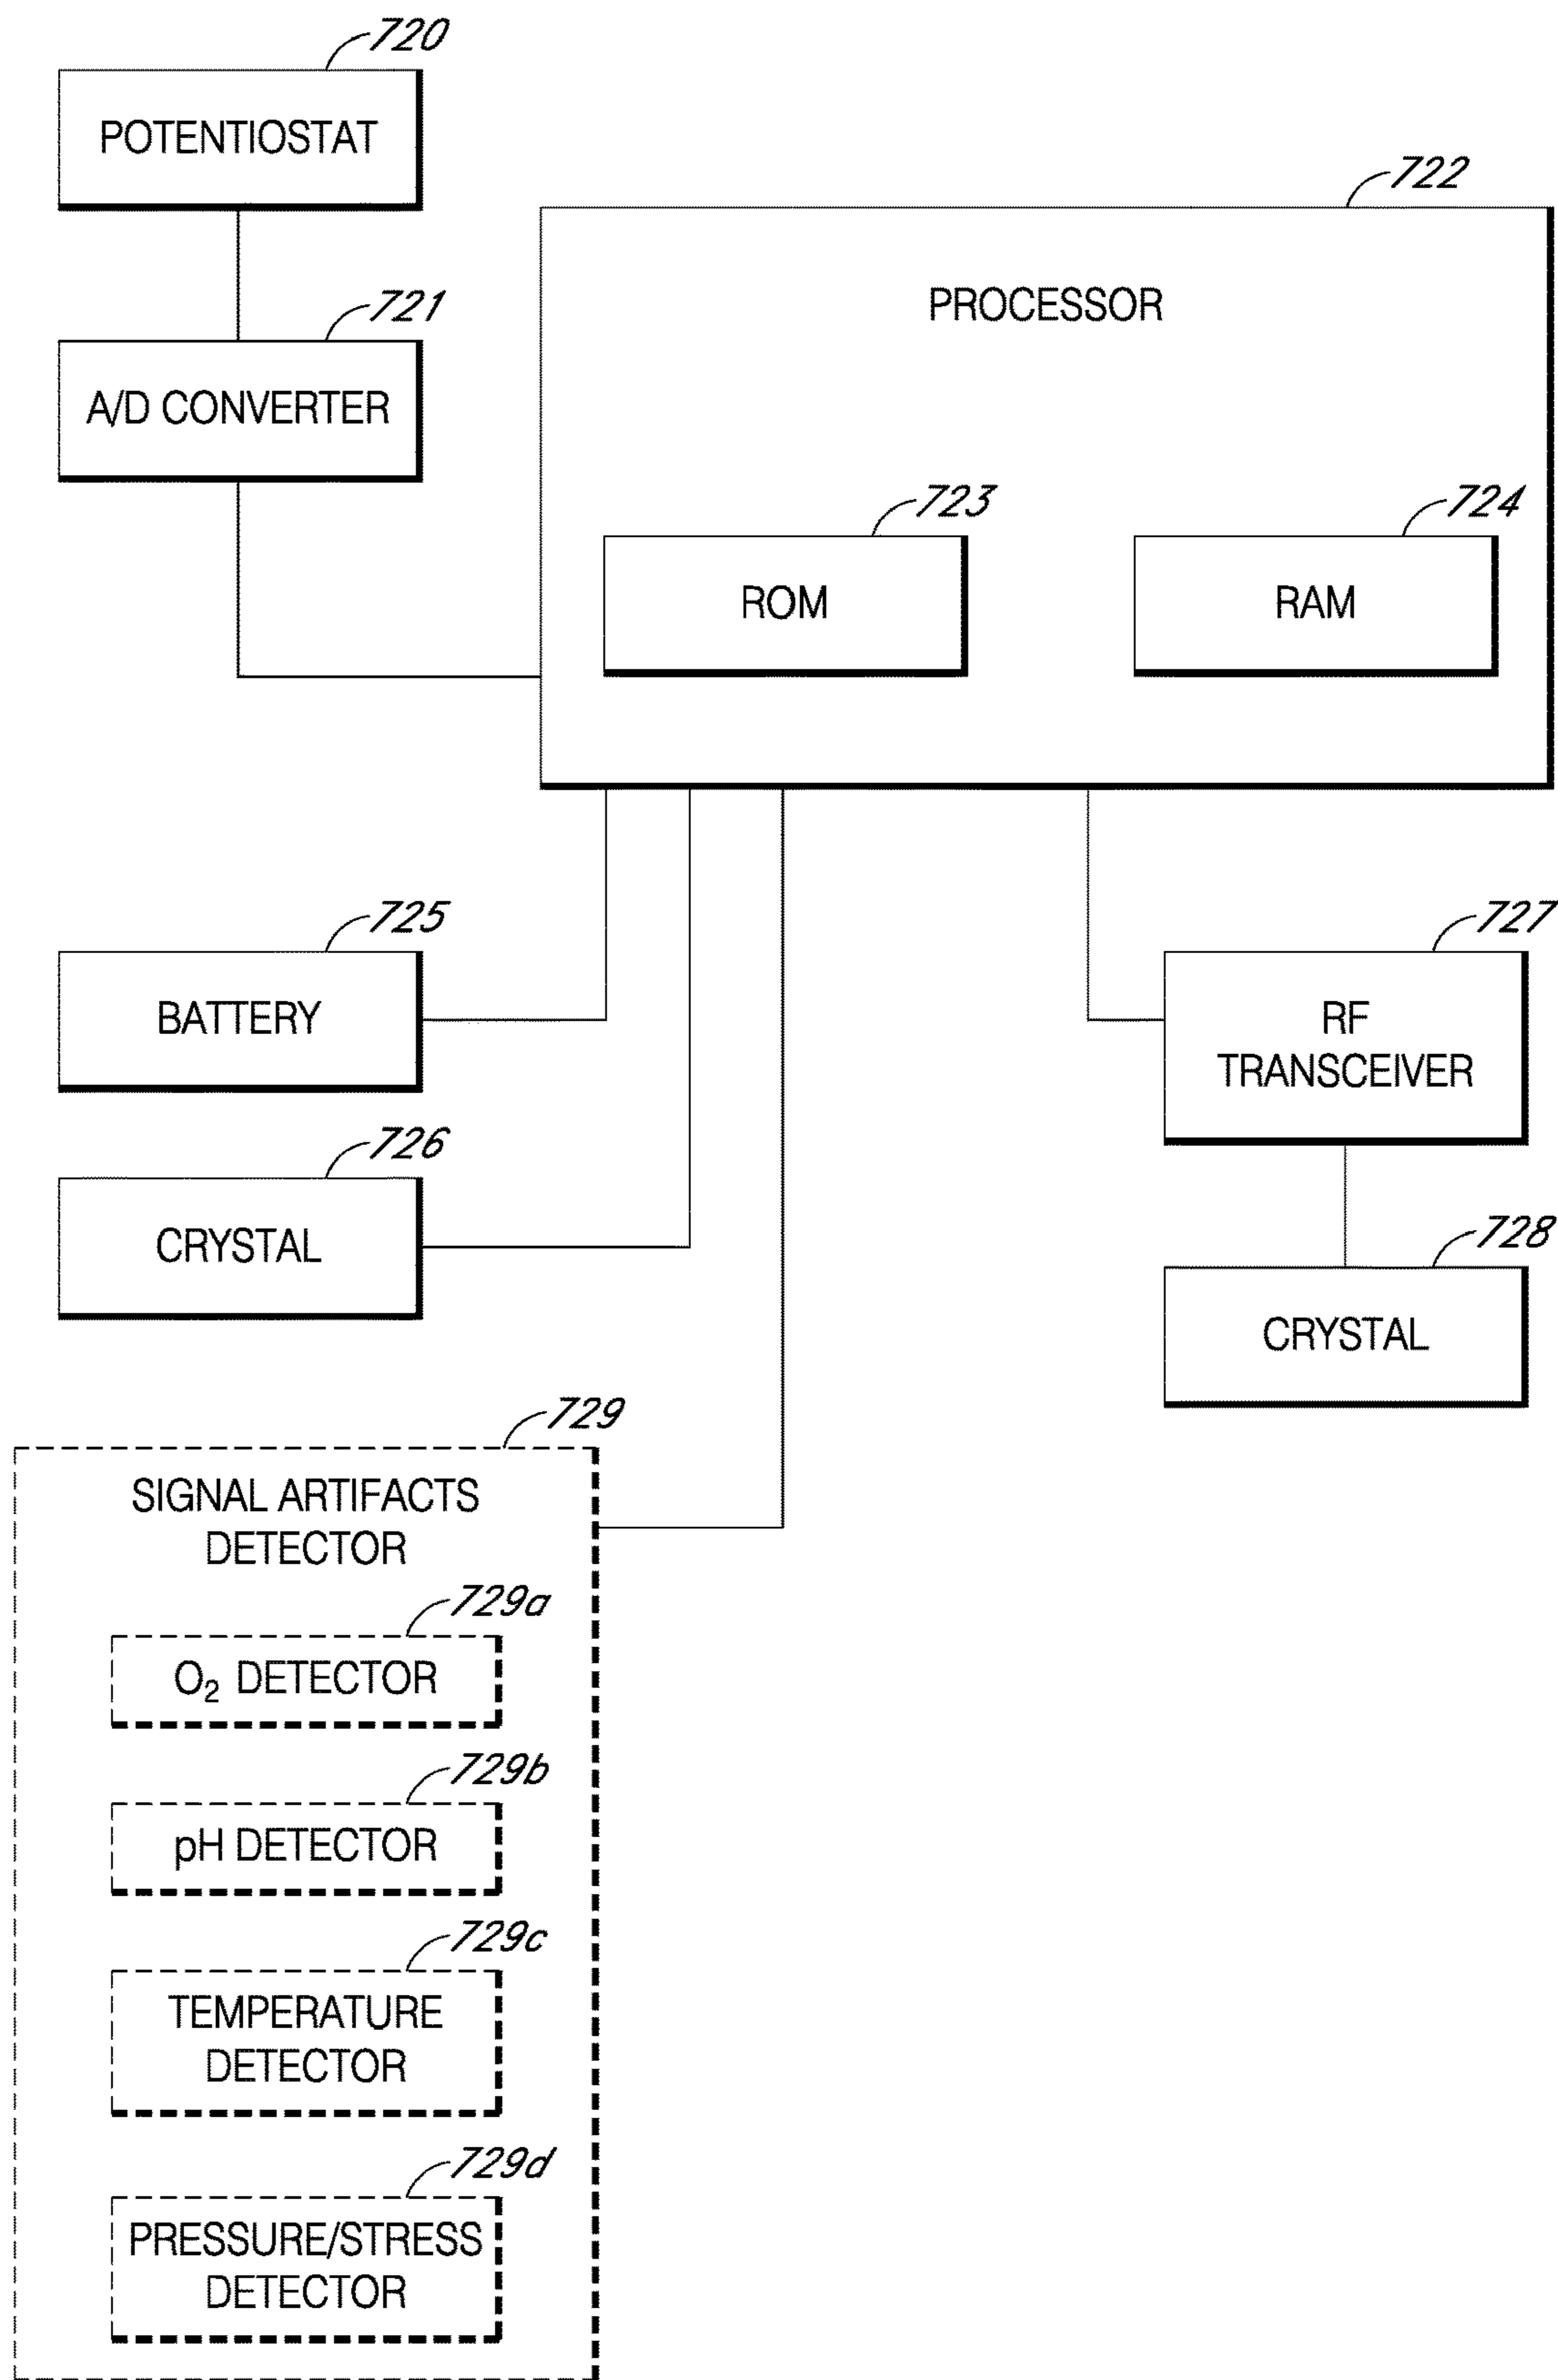 720
POTENTIOSTAT
722
PROCESSOR
721
A/D CONVERTER
723
ROM
724
RAM
725
BATTERY
727
RF
TRANSCEIVER
726
CRYSTAL
728
CRYSTAL
729
SIGNAL ARTIFACTS
DETECTOR
729a
O₂ DETECTOR
729b
pH DETECTOR
729c
TEMPERATURE
DETECTOR
729d
PRESSURE/STRESS
DETECTOR